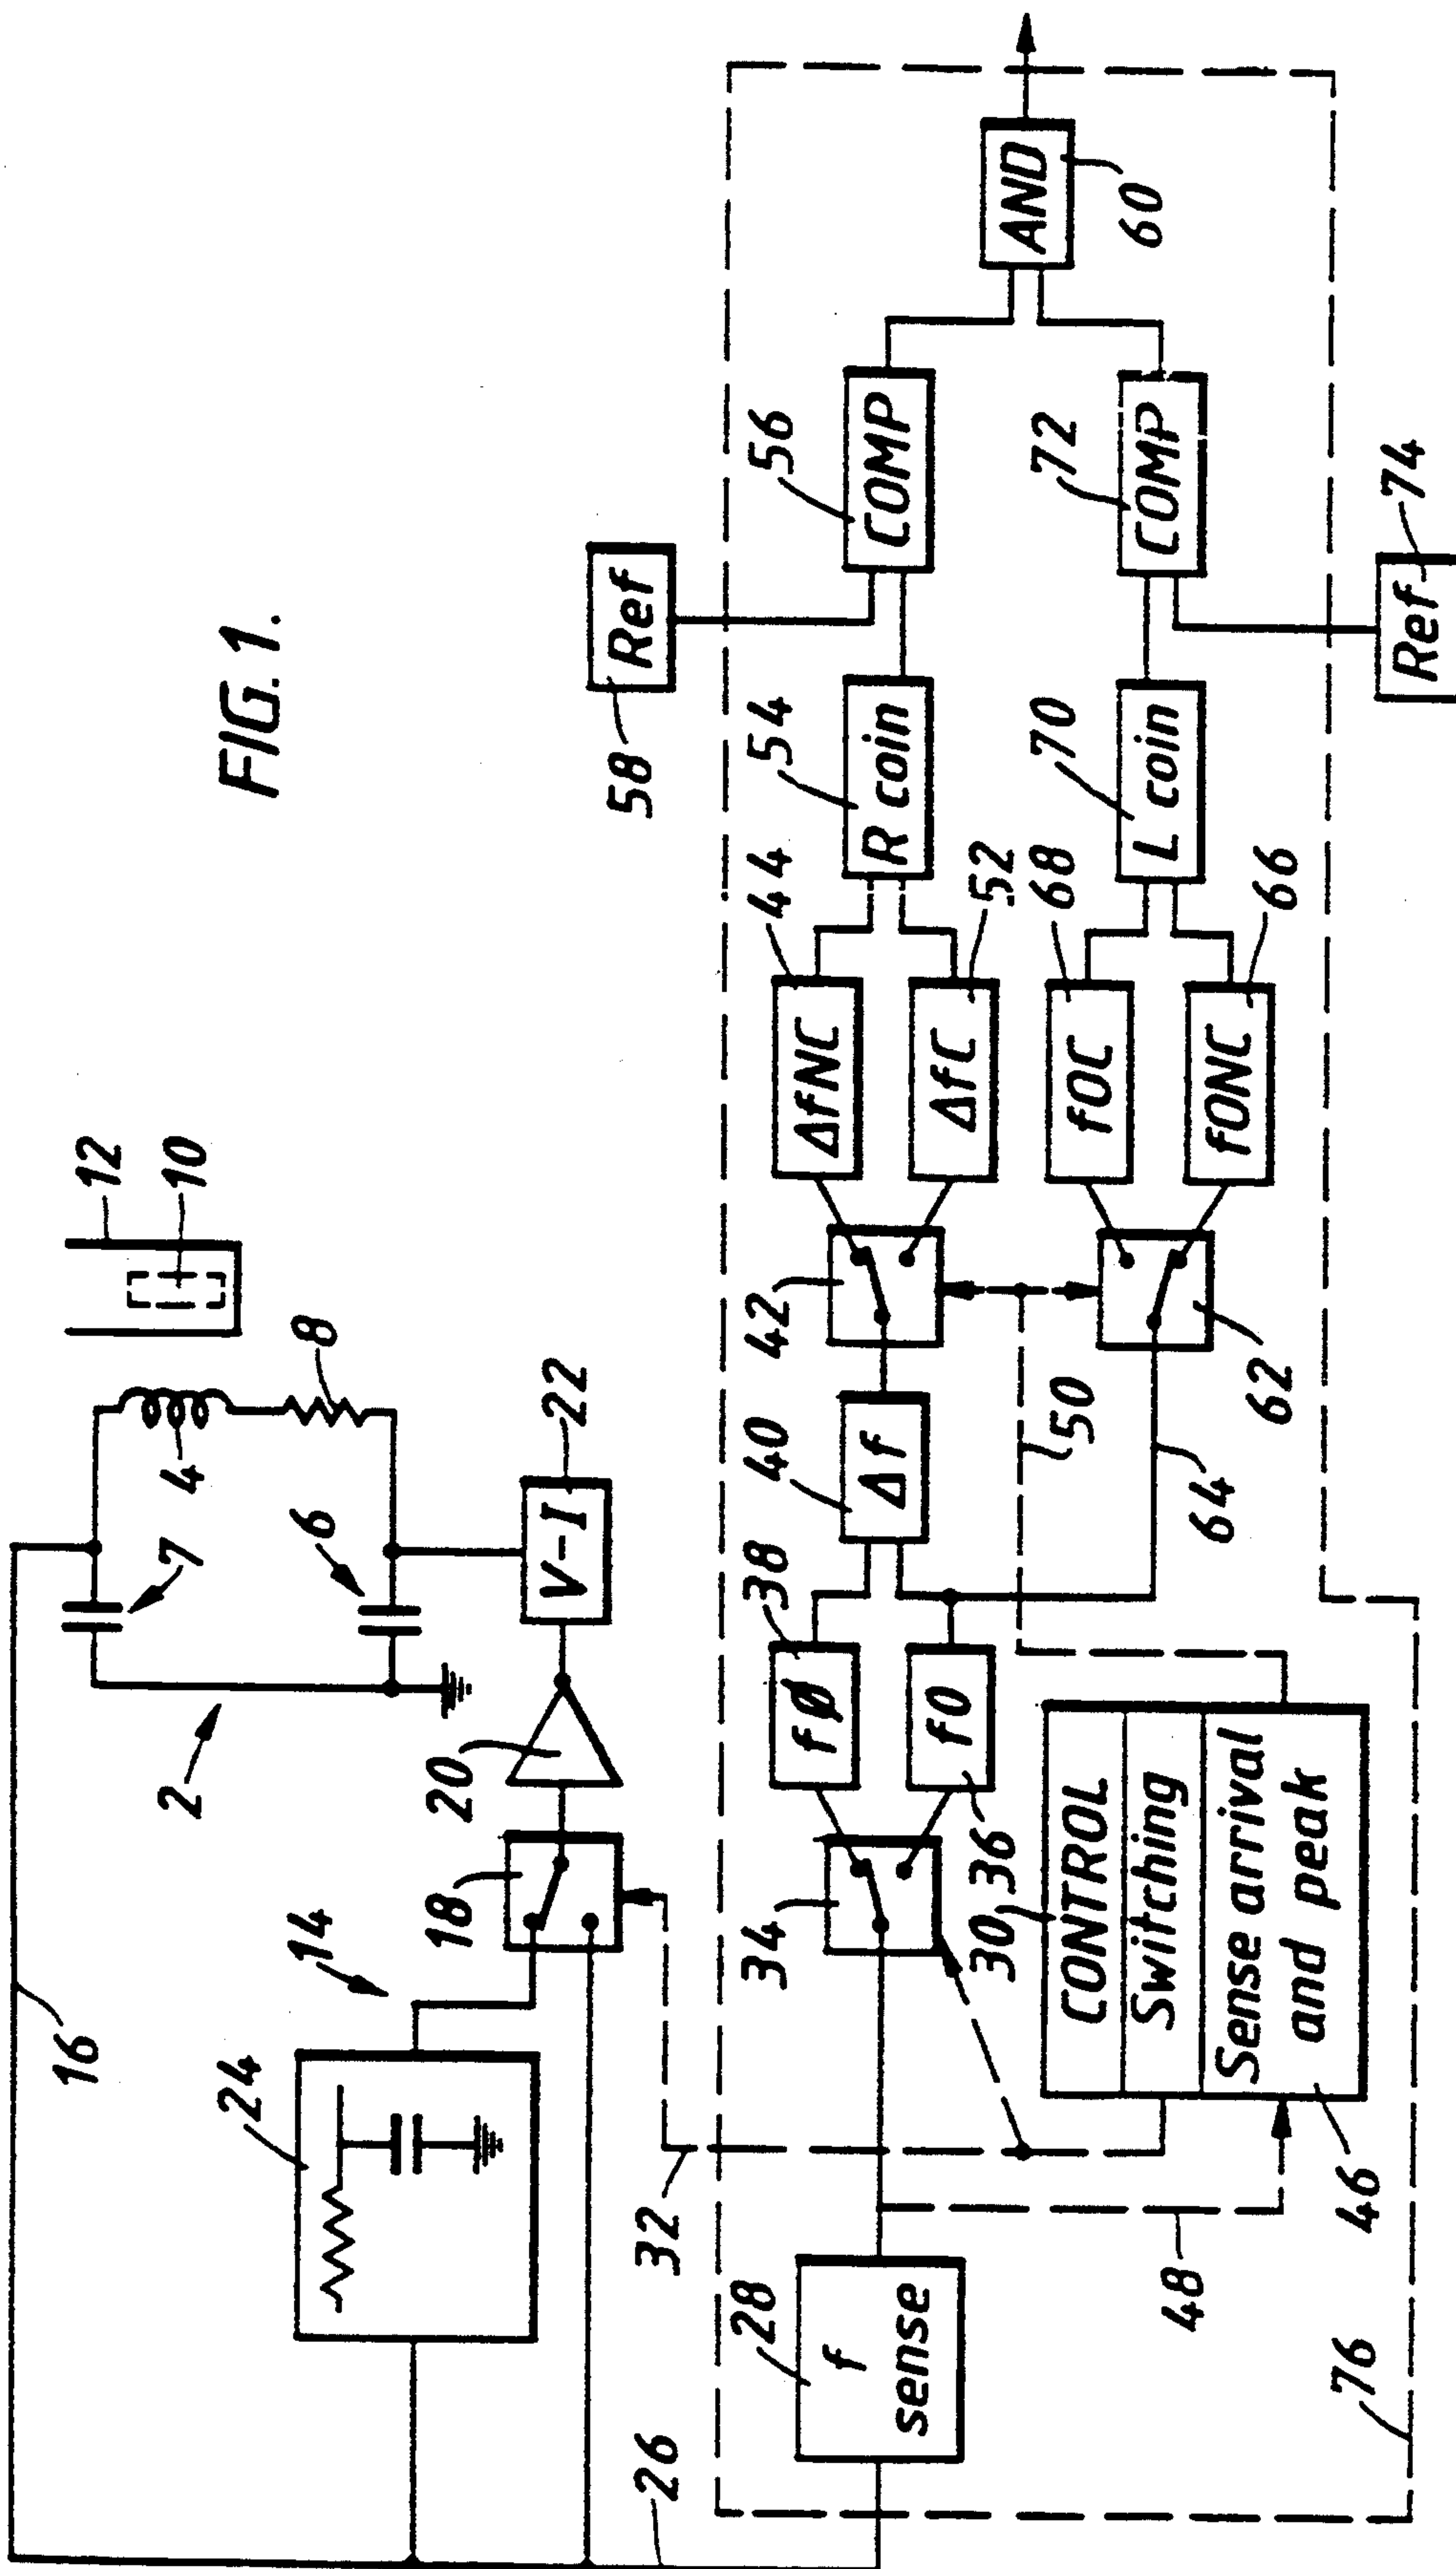 FIG. 1.
16
2
7
4
6
8
12
10
14
24
18
20
V-I
22
26
32
28
f
sense
34
fØ
38
f0
36
40
Δf
42
ΔfNC
44
ΔfC
52
R coin
54
COMP
56
Ref
58
AND
60
30
CONTROL
Switching
Sense arrival
and peak
46
48
50
64
62
fOC
68
fONC
66
L coin
70
COMP
72
Ref
74
76